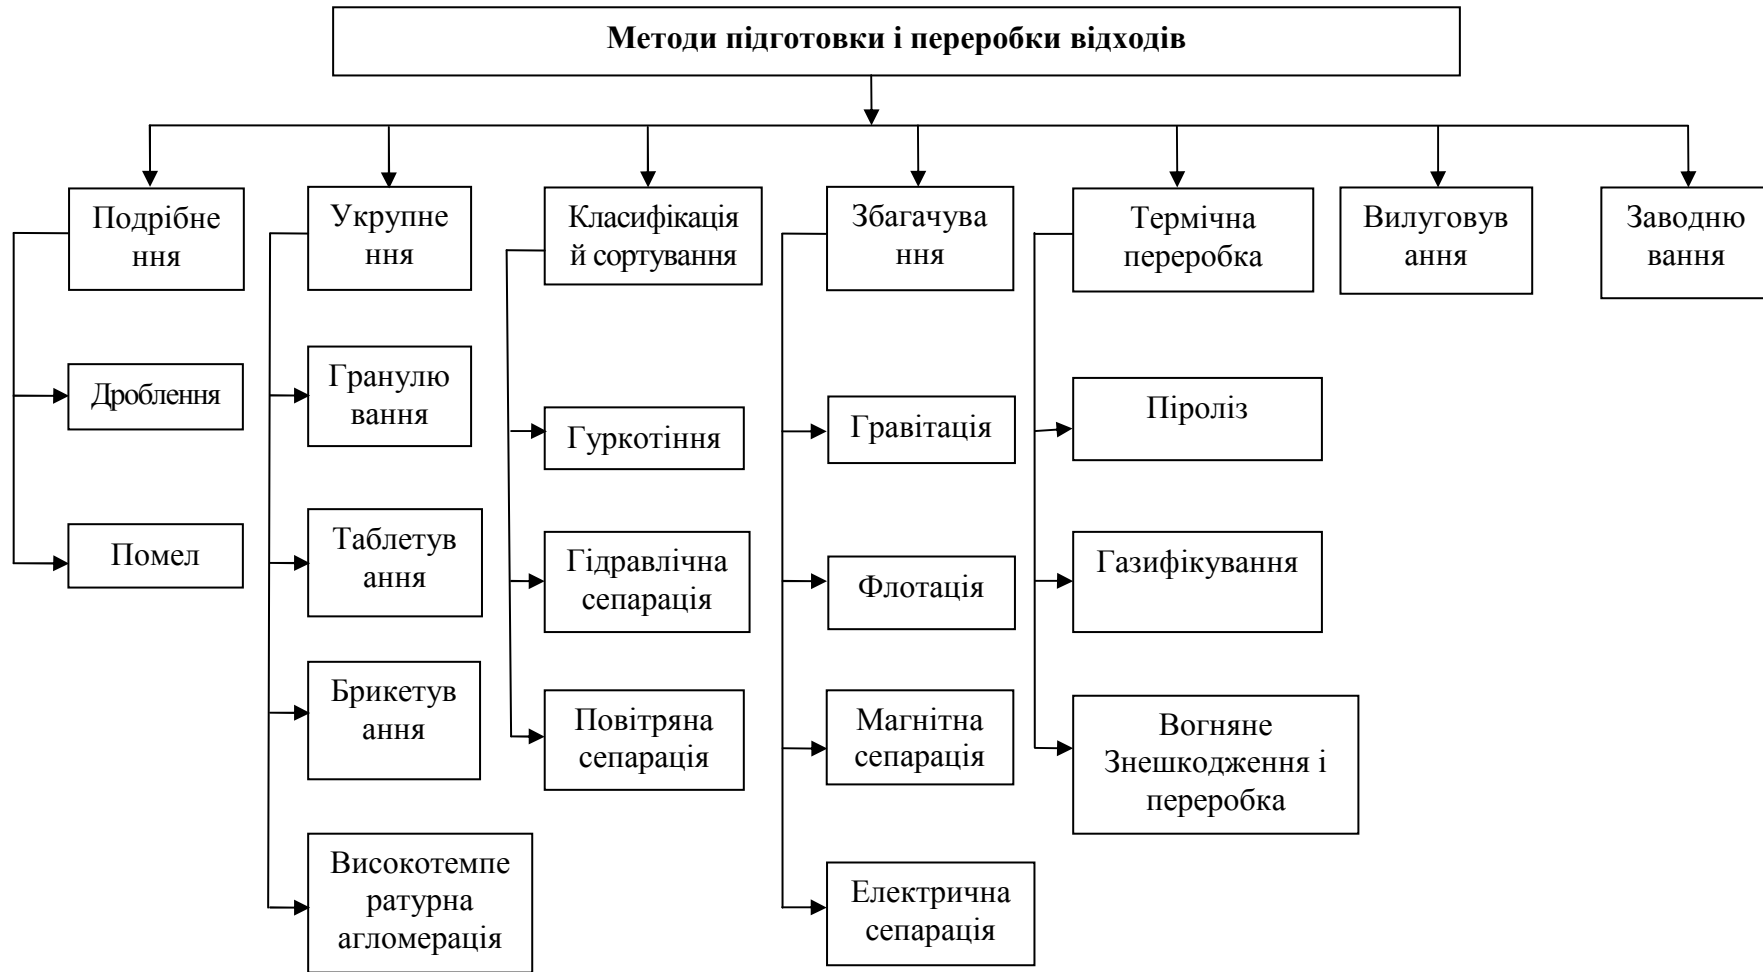 Методи підготовки і переробки відходів
Подрібне
ння
Укрупне
ння
Класифікація
й сортування
Збагачува
ння
Термічна
переробка
Вилуговув
ання
Заводню
вання
Дроблення
Помел
Гранулю
вання
Таблетув
ання
Брикетув
ання
Високотемпе
ратурна
агломерація
Гуркотіння
Гідравлічна
сепарація
Повітряна
сепарація
Гравітація
Флотація
Магнітна
сепарація
Електрична
сепарація
Піроліз
Газифікування
Вогняне
Знешкодження і
переробка